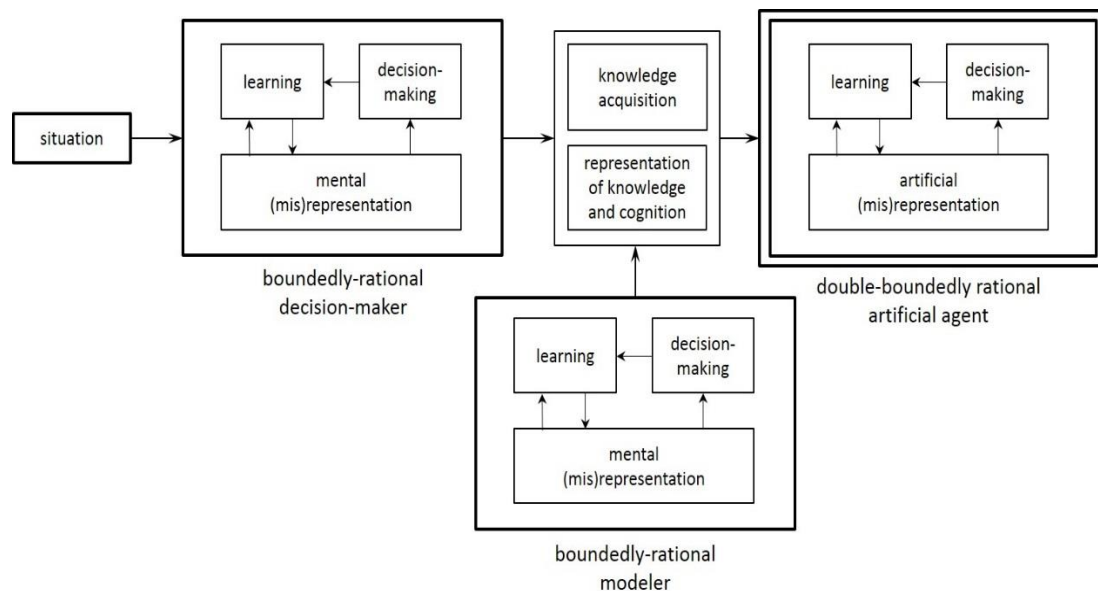 situation
learning
decision-
making
mental
(mis)representation
boundedly-rational
decision-maker
knowledge
acquisition
representation
of knowledge
and cognition
learning
decision-
making
artificial
(mis)representation
double-boundedly rational
artificial agent
learning
decision-
making
mental
(mis)representation
boundedly-rational
modeler